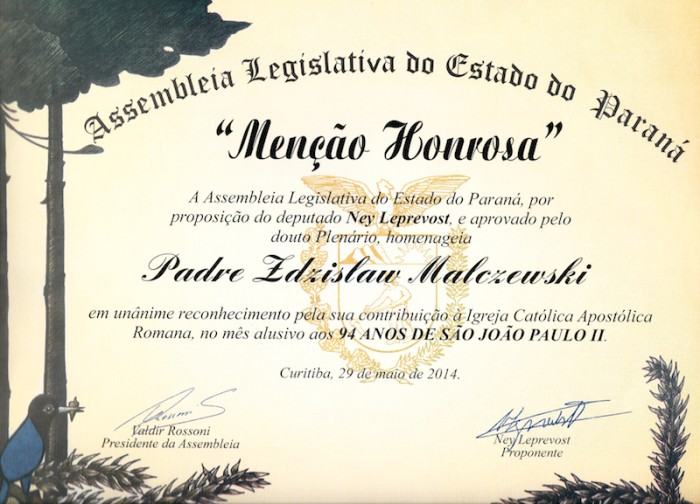 Assembleia Legislativa do Estado do Paraná
“Menção Honrosa”
A Assembleia Legislativa do Estado do Paraná, por
proposição do deputado Ney Leprevost, e aprovado pelo
douto Plenário, homenageia
Padre Zdzislaw Malczewski
em unânime reconhecimento pela sua contribuição à Igreja Católica Apostólica
Romana, no mês alusivo aos 94 ANOS DE SÃO JOÃO PAULO II.
Curitiba, 29 de maio de 2014.
Valdir Rossoni
Presidente da Assembleia
Ney Leprevost
Proponente